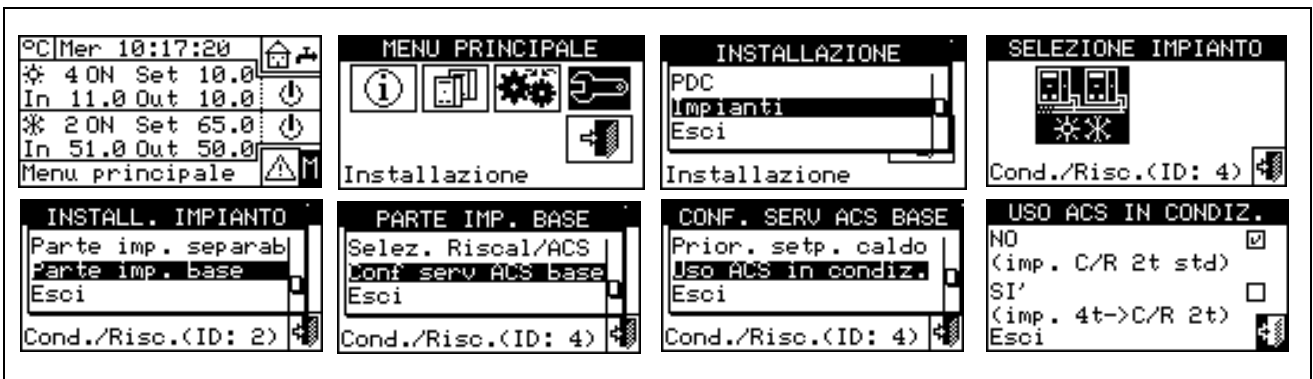 °C Mer 10:17:20
4 ON Set 10.0
In 11.0 Out 10.0
2 ON Set 65.0
In 51.0 Out 50.0
Menu principale M
MENU PRINCIPALE
Installazione
INSTALLAZIONE
PDC
Impianti
Esci
Installazione
SELEZIONE IMPIANTO
Cond./Risc.(ID: 4)
INSTALL. IMPIANTO
Parte imp. separab
Parte imp. base
Esci
Cond./Risc.(ID: 2)
PARTE IMP. BASE
Selez. Riscal/ACS
Conf serv ACS base
Esci
Cond./Risc.(ID: 4)
CONF. SERV ACS BASE
Prior. setp. caldo
Uso ACS in condiz.
Esci
Cond./Risc.(ID: 4)
USO ACS IN CONDIZ.
NO
(imp. C/R 2t std)
SI'
(imp. 4t->C/R 2t)
Esci